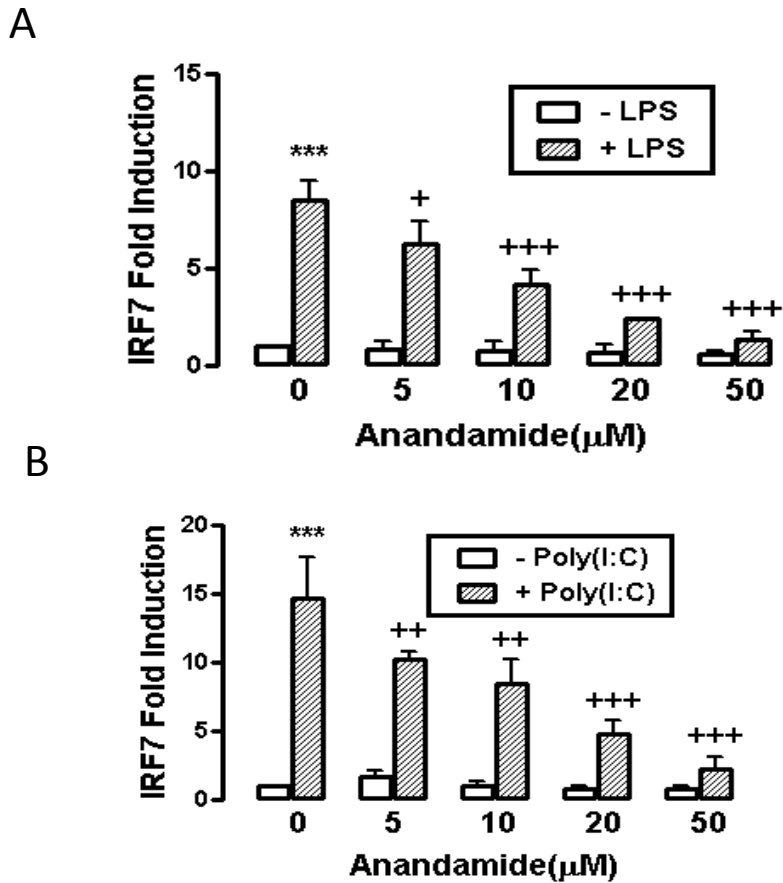 A
IRF7 Fold Induction
15
10
5
0
- LPS
+ LPS
***
+
+++
+++
+++
0 5 10 20 50
Anandamide(μM)
B
IRF7 Fold Induction
20
15
10
5
0
- Poly(I:C)
+ Poly(I:C)
***
++
++
+++
+++
0 5 10 20 50
Anandamide(μM)